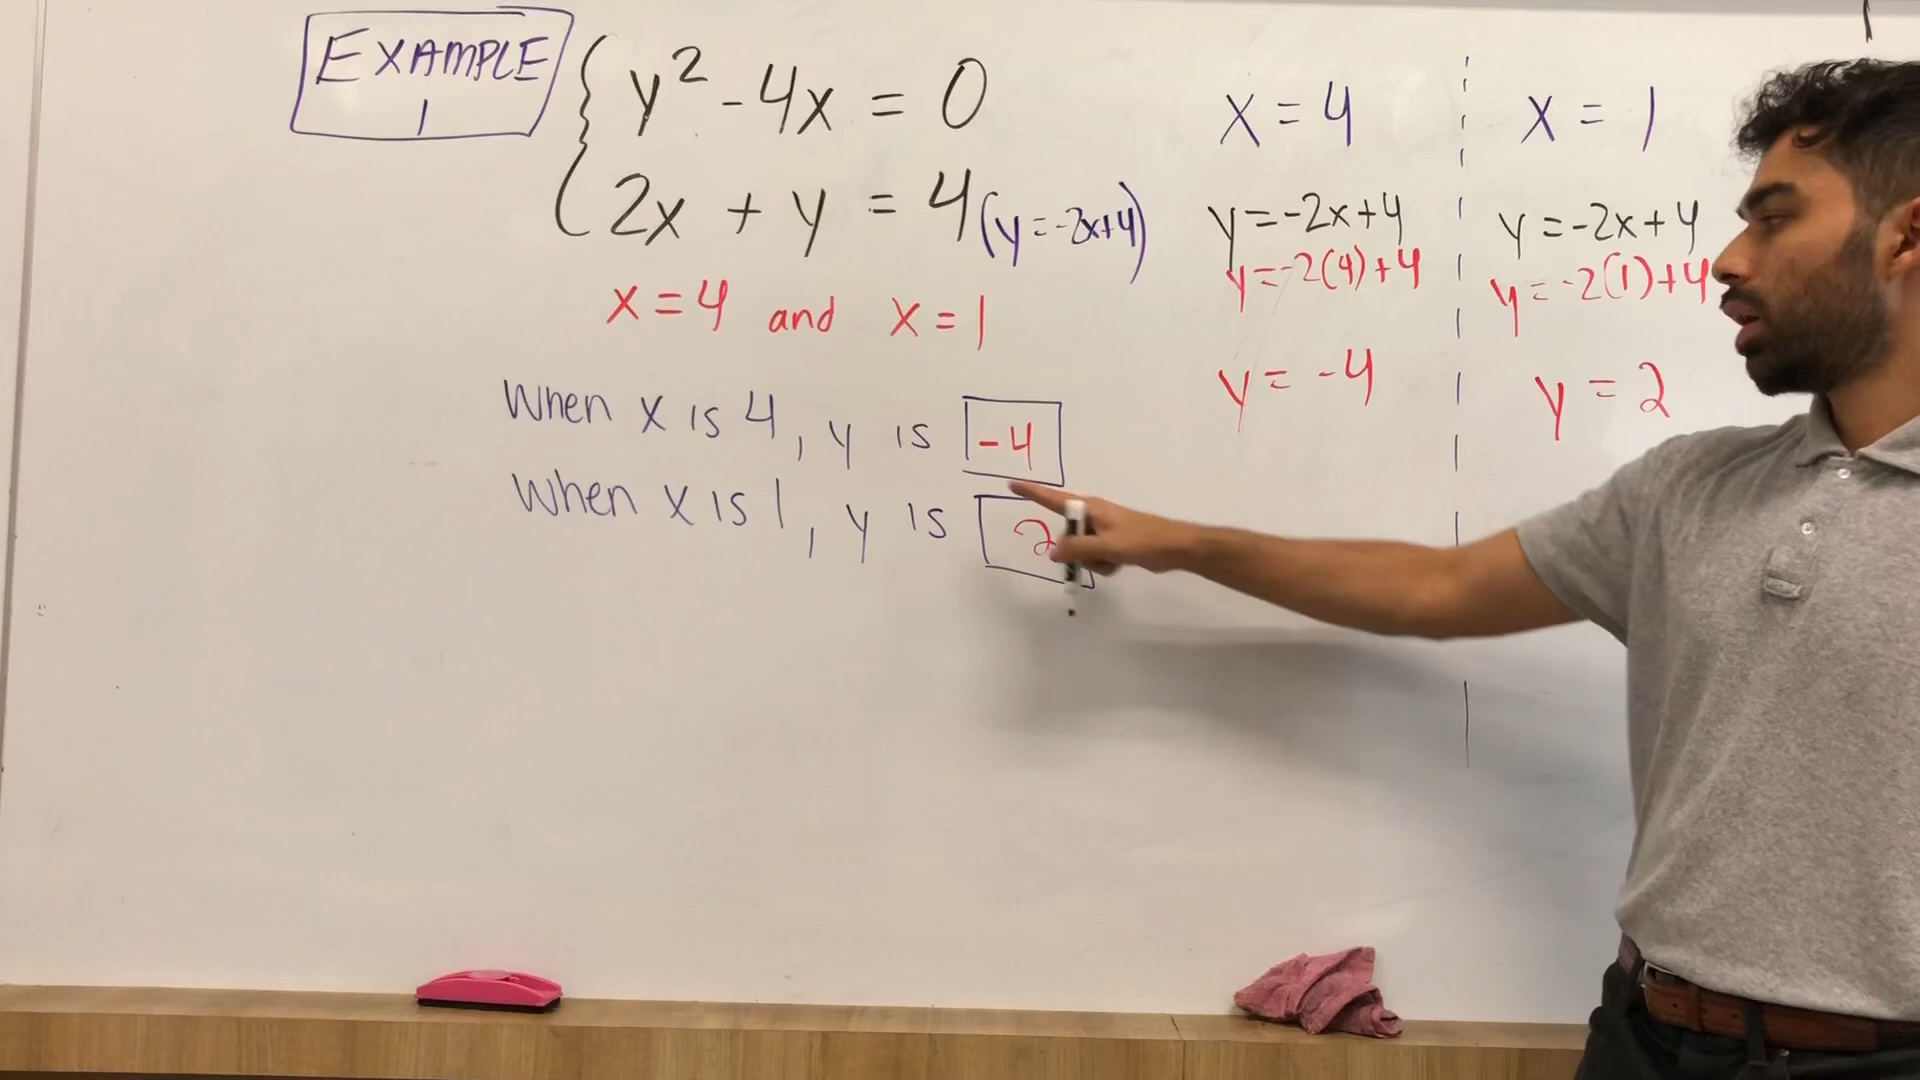 EXAMPLE
1
y² - 4x = 0
2x + y = 4 (y = -2x+4)
x = 4 and x = 1
When x is 4, y is -4
When x is 1, y is 2
x = 4
y = -2x+4
y = -2(4)+4
y = -4
x = 1
y = -2x+4
y = -2(1)+4
y = 2